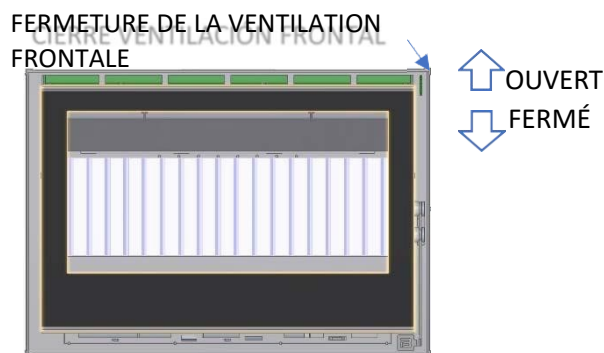 FERMETURE DE LA VENTILATION
CIERRE VENTILACIÓN FRONTAL
FRONTALE
OUVERT
FERMÉ